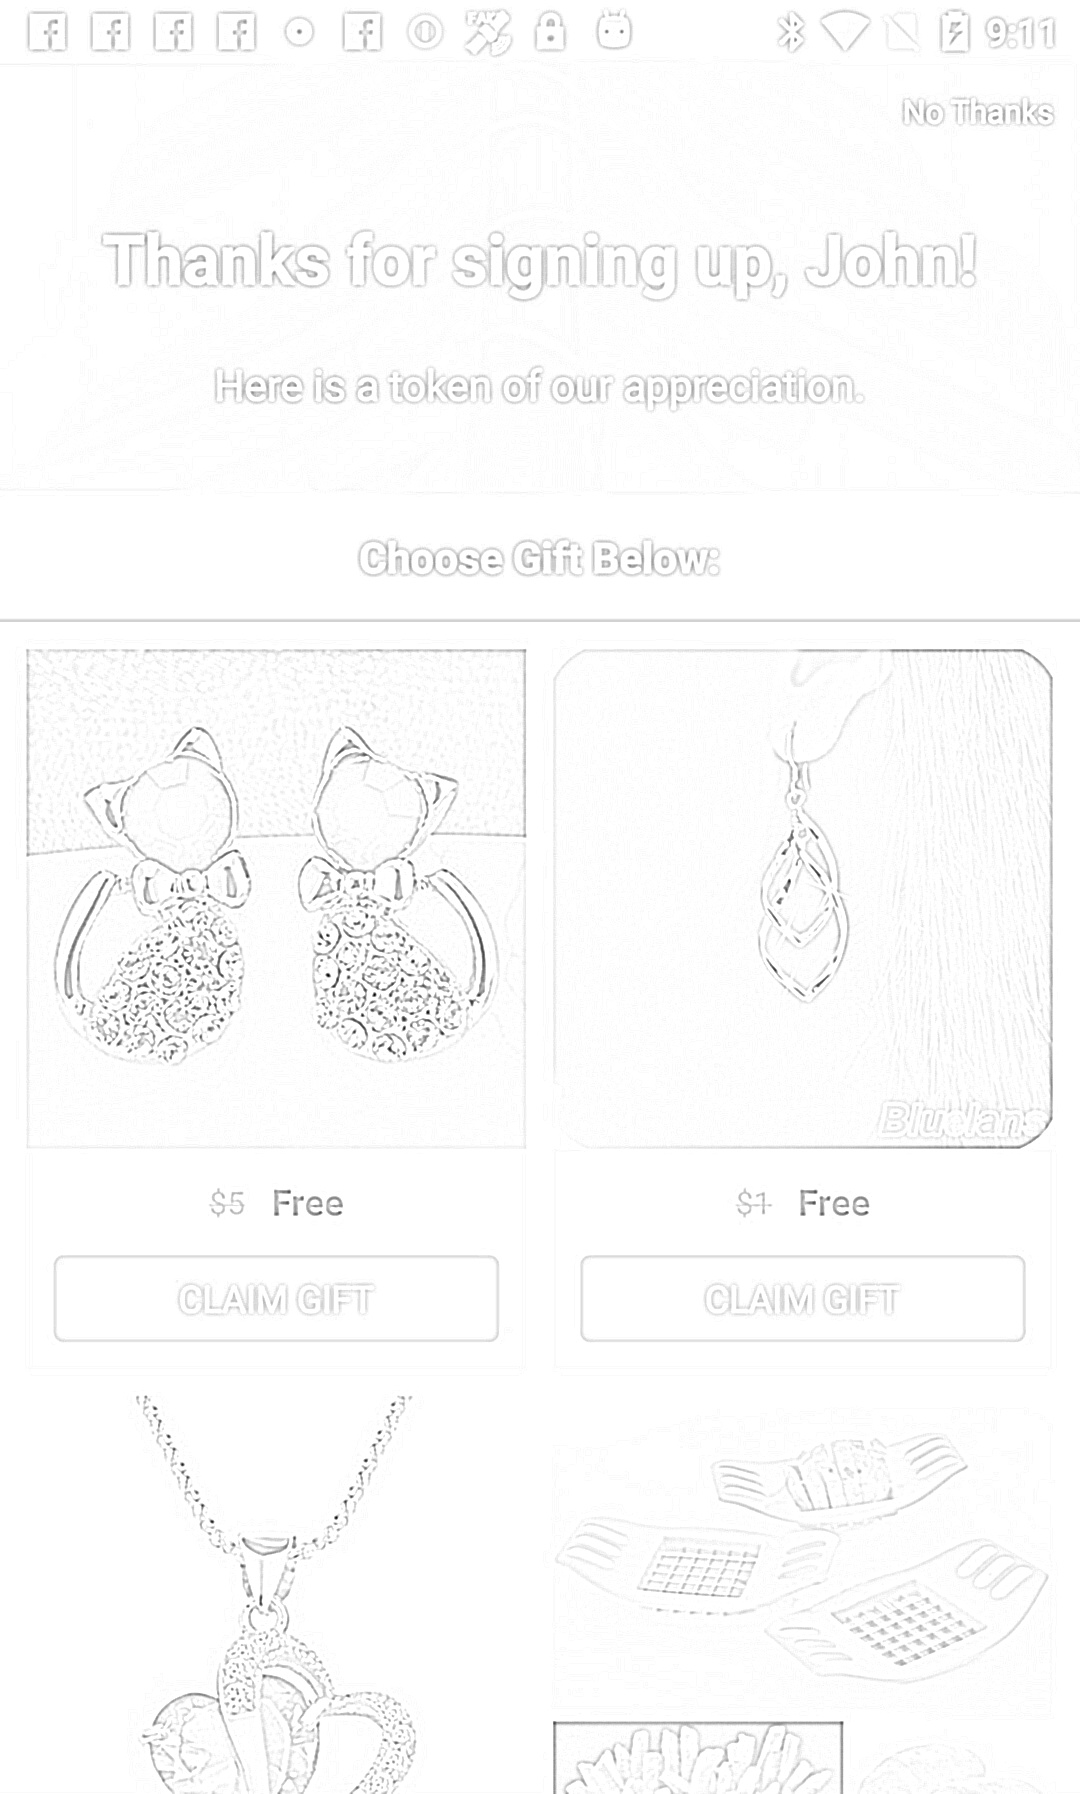 9:11
No Thanks
Thanks for signing up, John!
Here is a token of our appreciation.
Choose Gift Below:
Bluelans
$5 Free
$1 Free
CLAIM GIFT
CLAIM GIFT